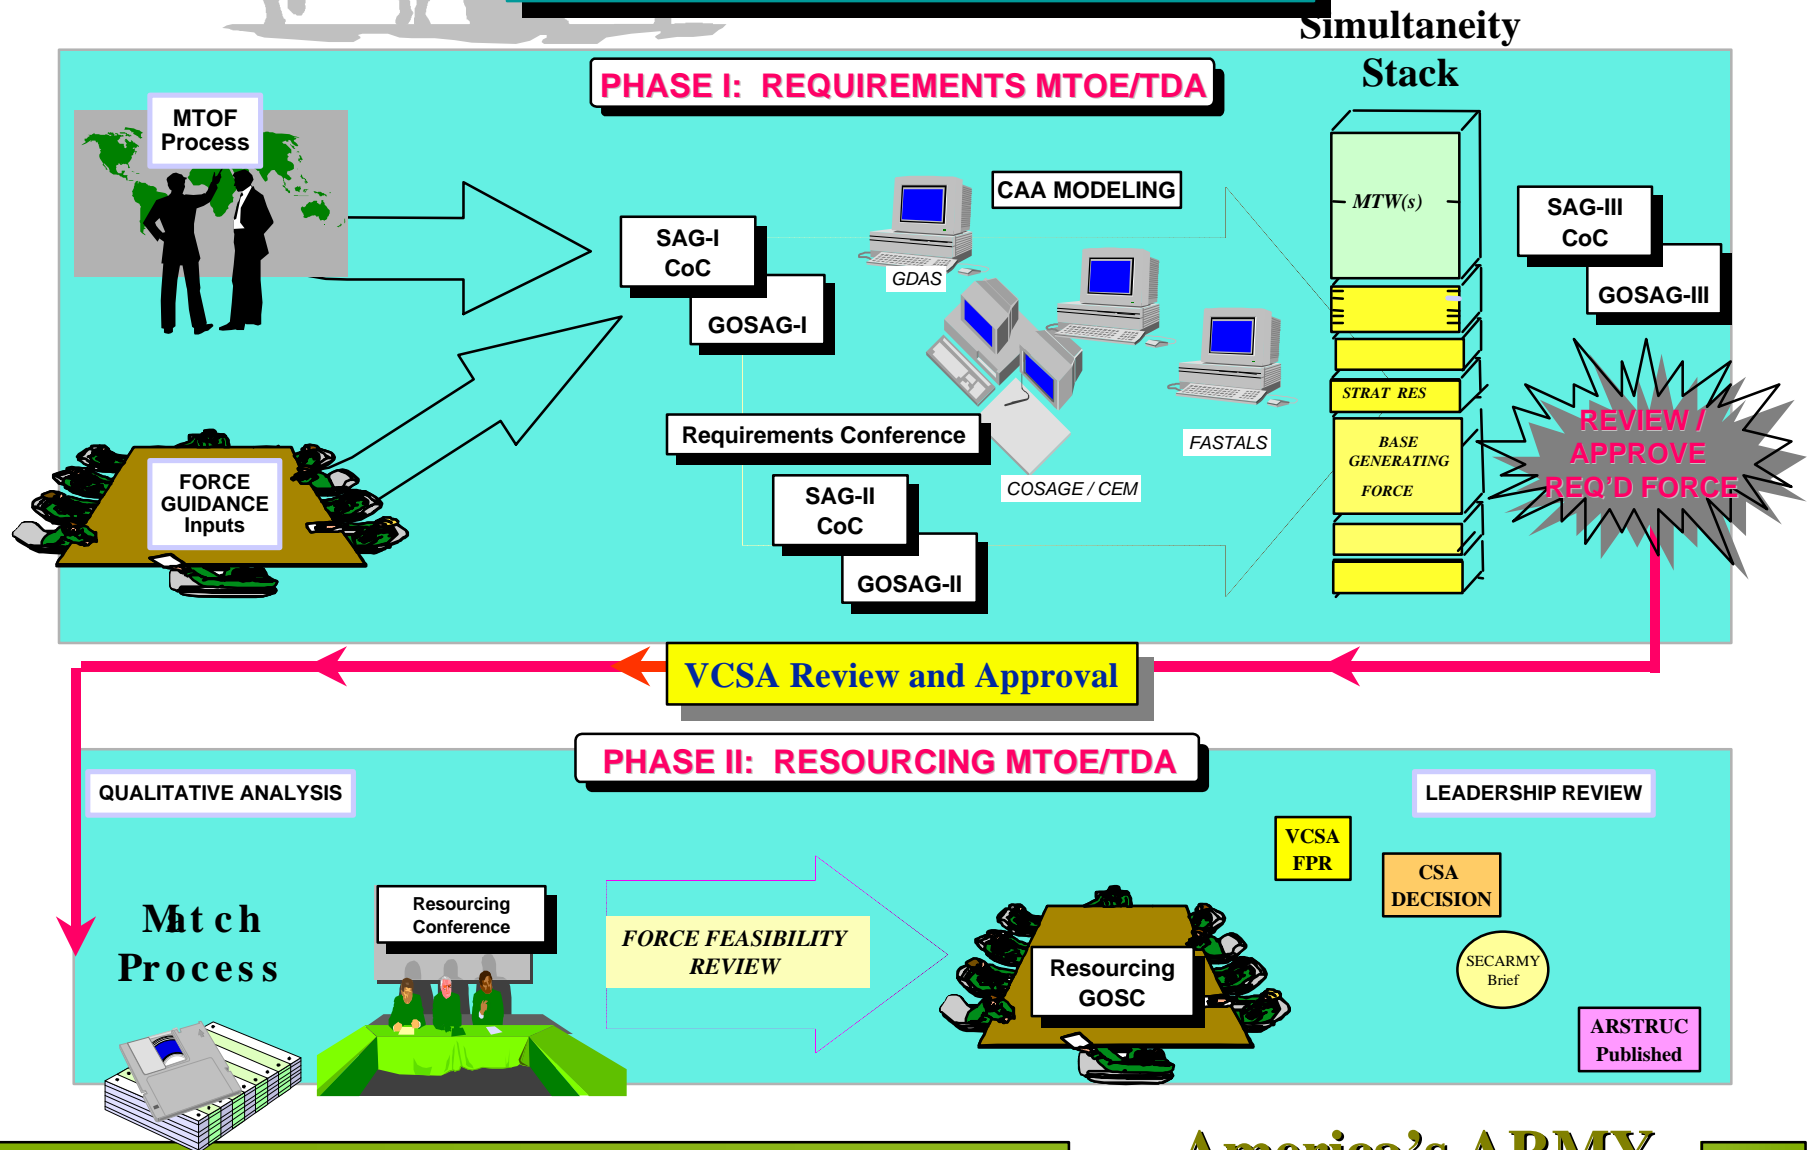 Simultaneity
Stack
PHASE I: REQUIREMENTS MTOE/TDA
MTOF
Process
CAA MODELING
SAG-I
CoC
GOSAG-I
GDAS
MTW(s)
SAG-III
CoC
GOSAG-III
STRAT RES
BASE
GENERATING
FORCE
REVIEW /
APPROVE
REQ'D FORCE
Requirements Conference
FASTALS
COSAGE / CEM
FORCE
GUIDANCE
Inputs
SAG-II
CoC
GOSAG-II
VCSA Review and Approval
PHASE II: RESOURCING MTOE/TDA
QUALITATIVE ANALYSIS
LEADERSHIP REVIEW
VCSA
FPR
CSA
DECISION
Match
Process
Resourcing
Conference
FORCE FEASIBILITY
REVIEW
Resourcing
GOSC
SECARMY
Brief
ARSTRUC
Published
America's ARMY